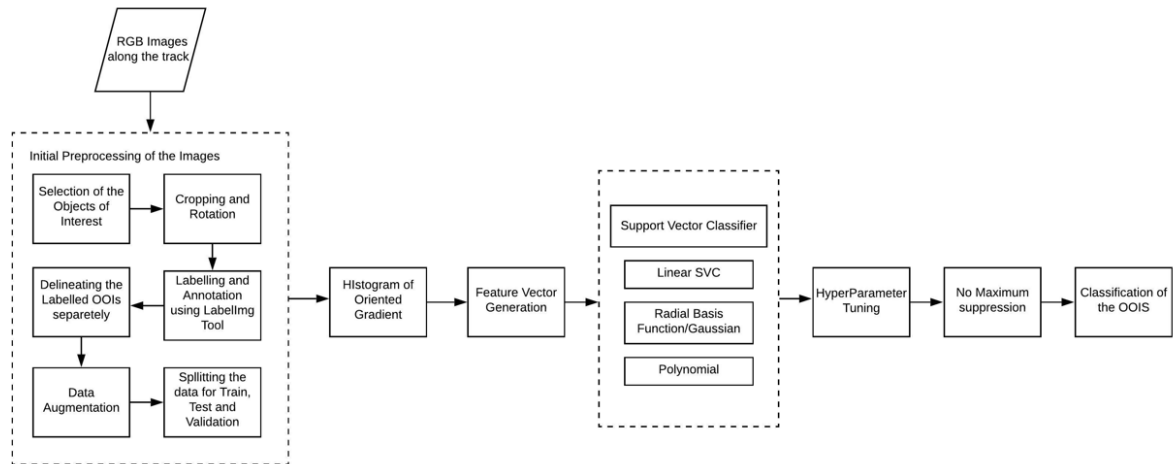 RGB Images
along the track
Initial Preprocessing of the Images
Selection of the
Objects of
Interest
Cropping and
Rotation
Delineating the
Labelled OOIs
separetely
Labelling and
Annotation
using LabelImg
Tool
Data
Augmentation
Spllitting the
data for Train,
Test and
Validation
HIstogram of
Oriented
Gradient
Feature Vector
Generation
Support Vector Classifier
Linear SVC
Radial Basis
Function/Gaussian
Polynomial
HyperParameter
Tuning
No Maximum
suppression
Classification of
the OOIS